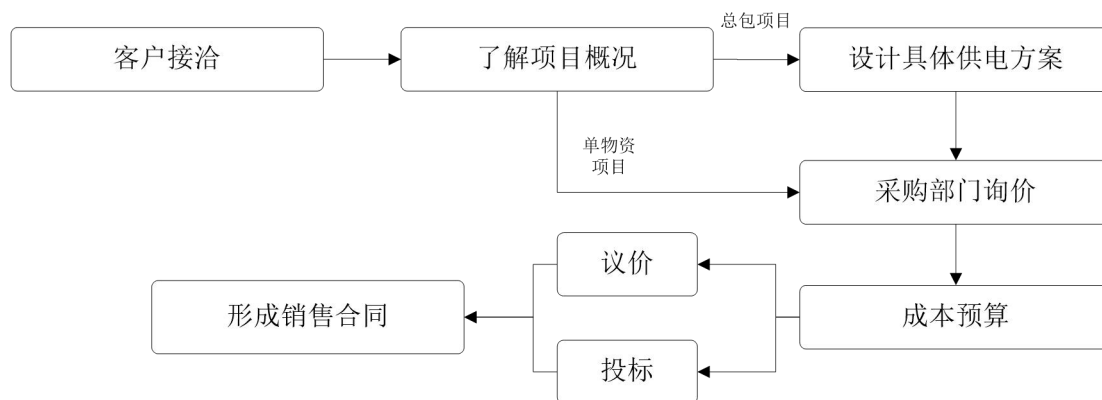 总包项目
客户接洽
了解项目概况
设计具体供电方案
单物资
项目
采购部门询价
议价
形成销售合同
成本预算
投标